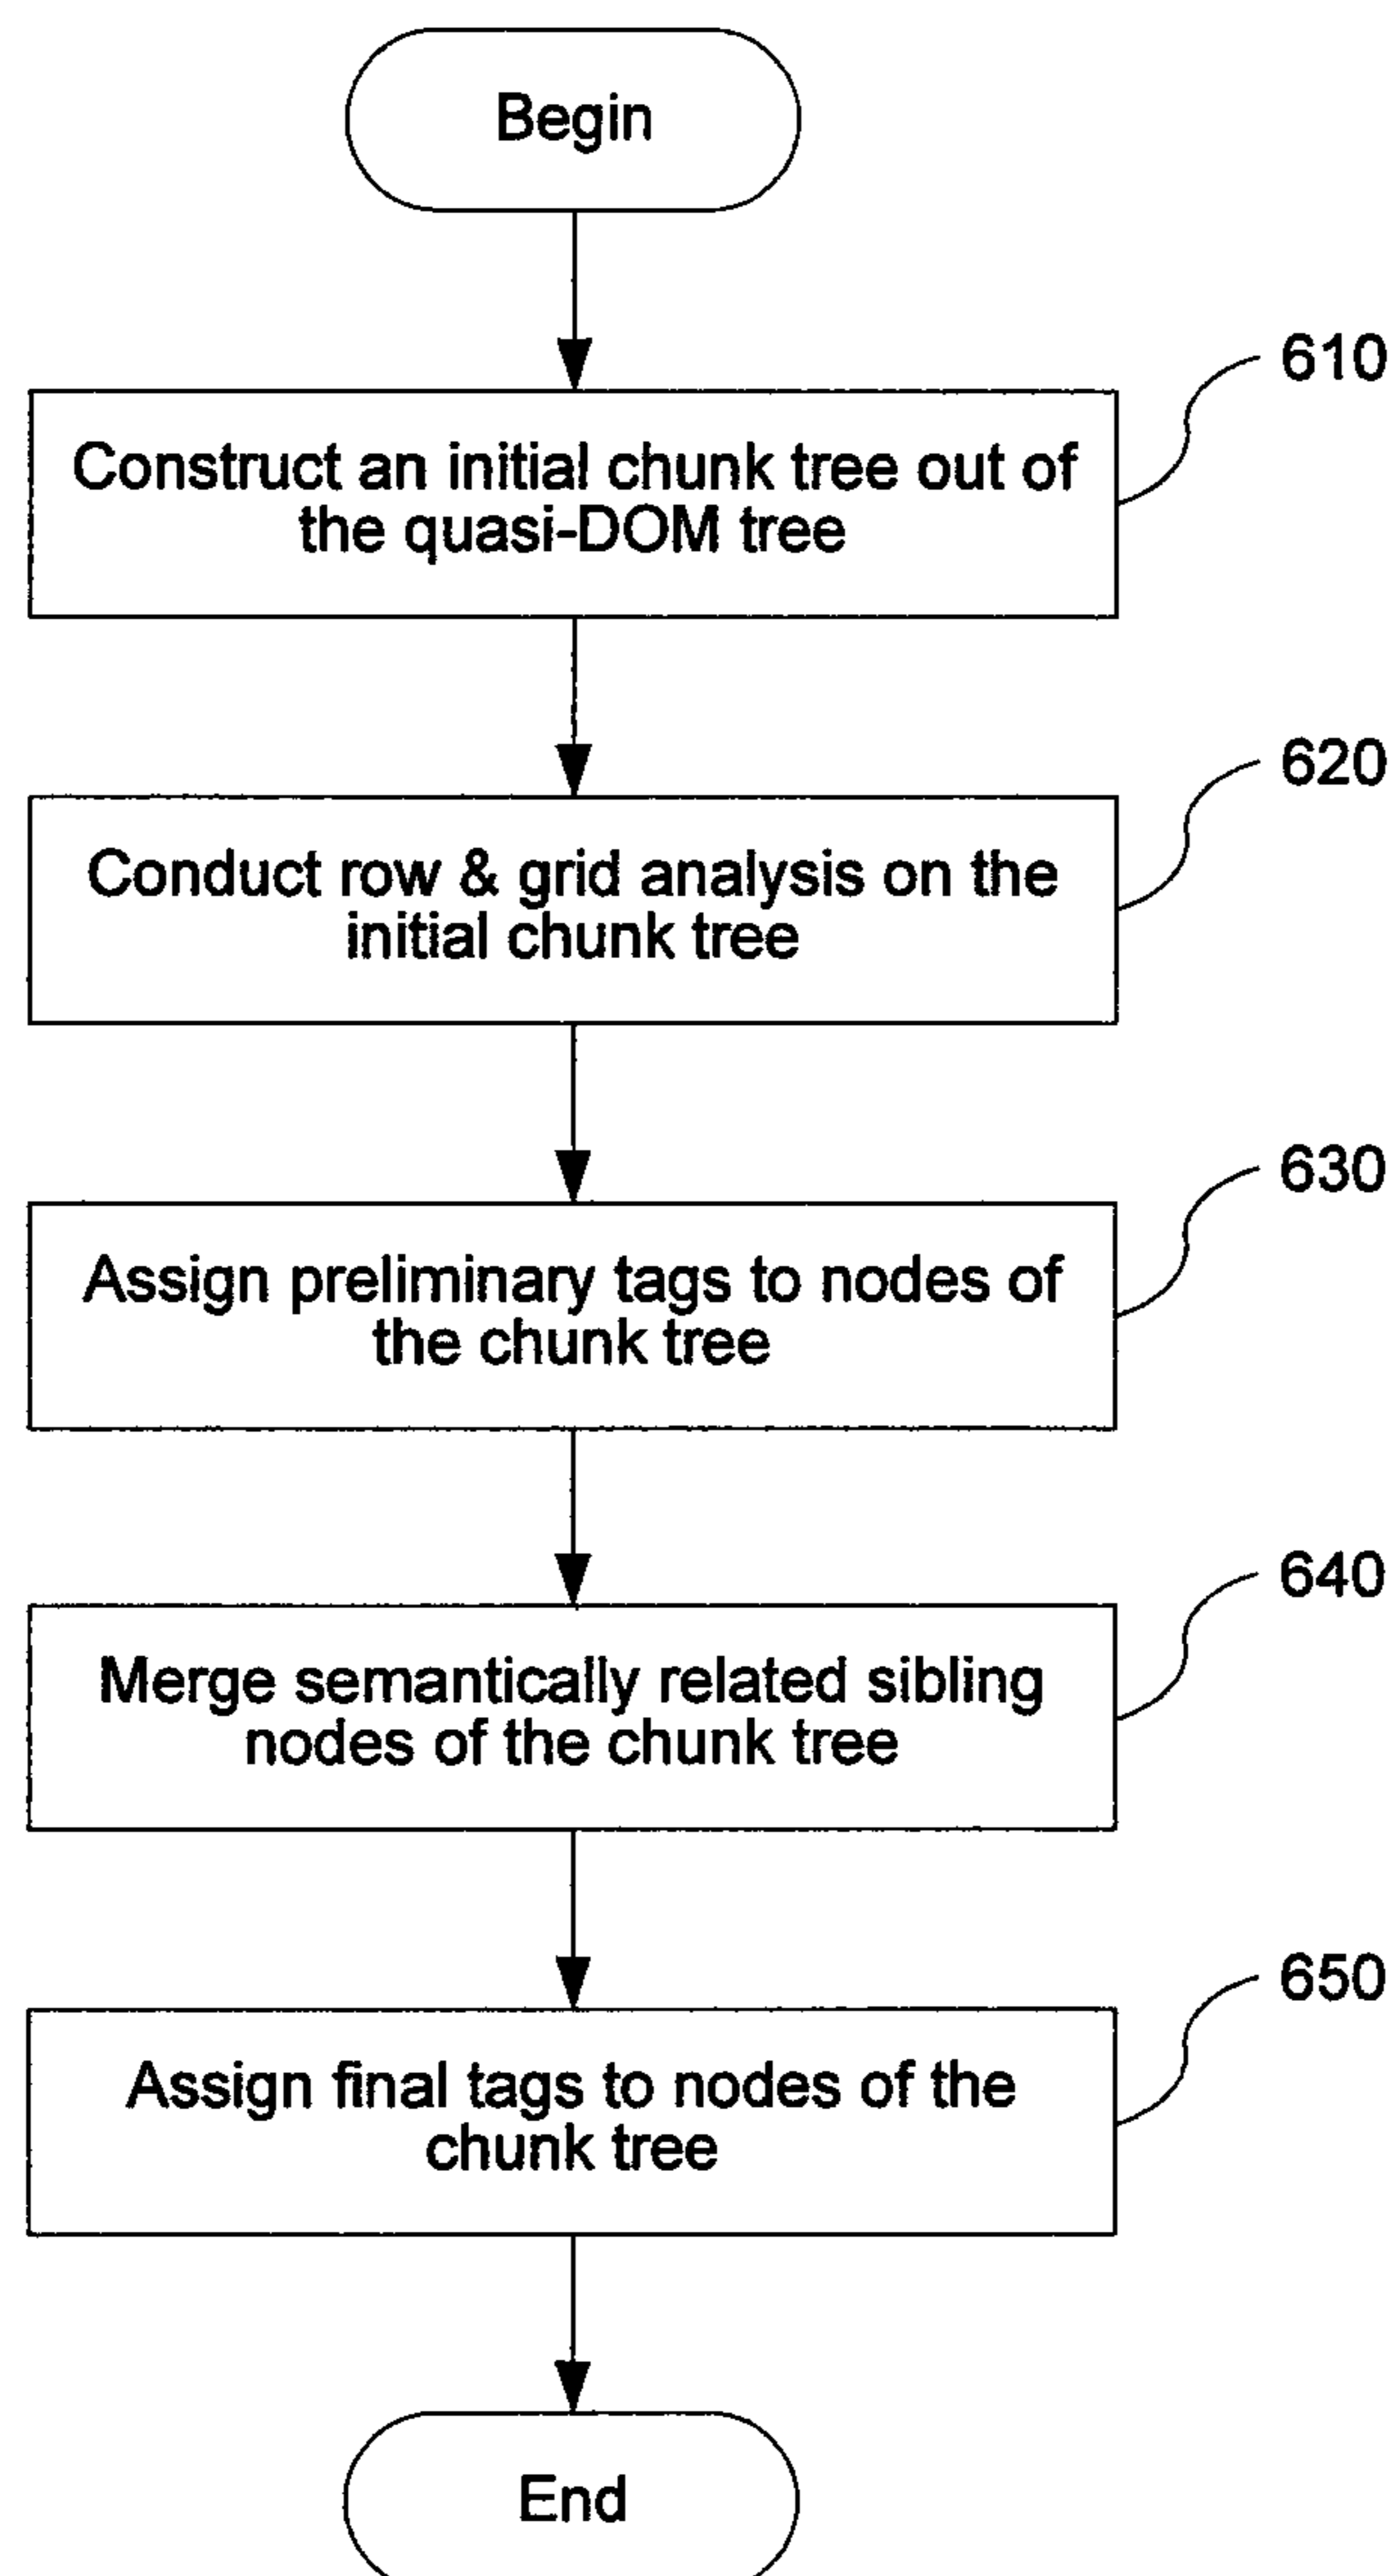 Begin
610
Construct an initial chunk tree out of
the quasi-DOM tree
620
Conduct row & grid analysis on the
initial chunk tree
630
Assign preliminary tags to nodes of
the chunk tree
640
Merge semantically related sibling
nodes of the chunk tree
650
Assign final tags to nodes of the
chunk tree
End